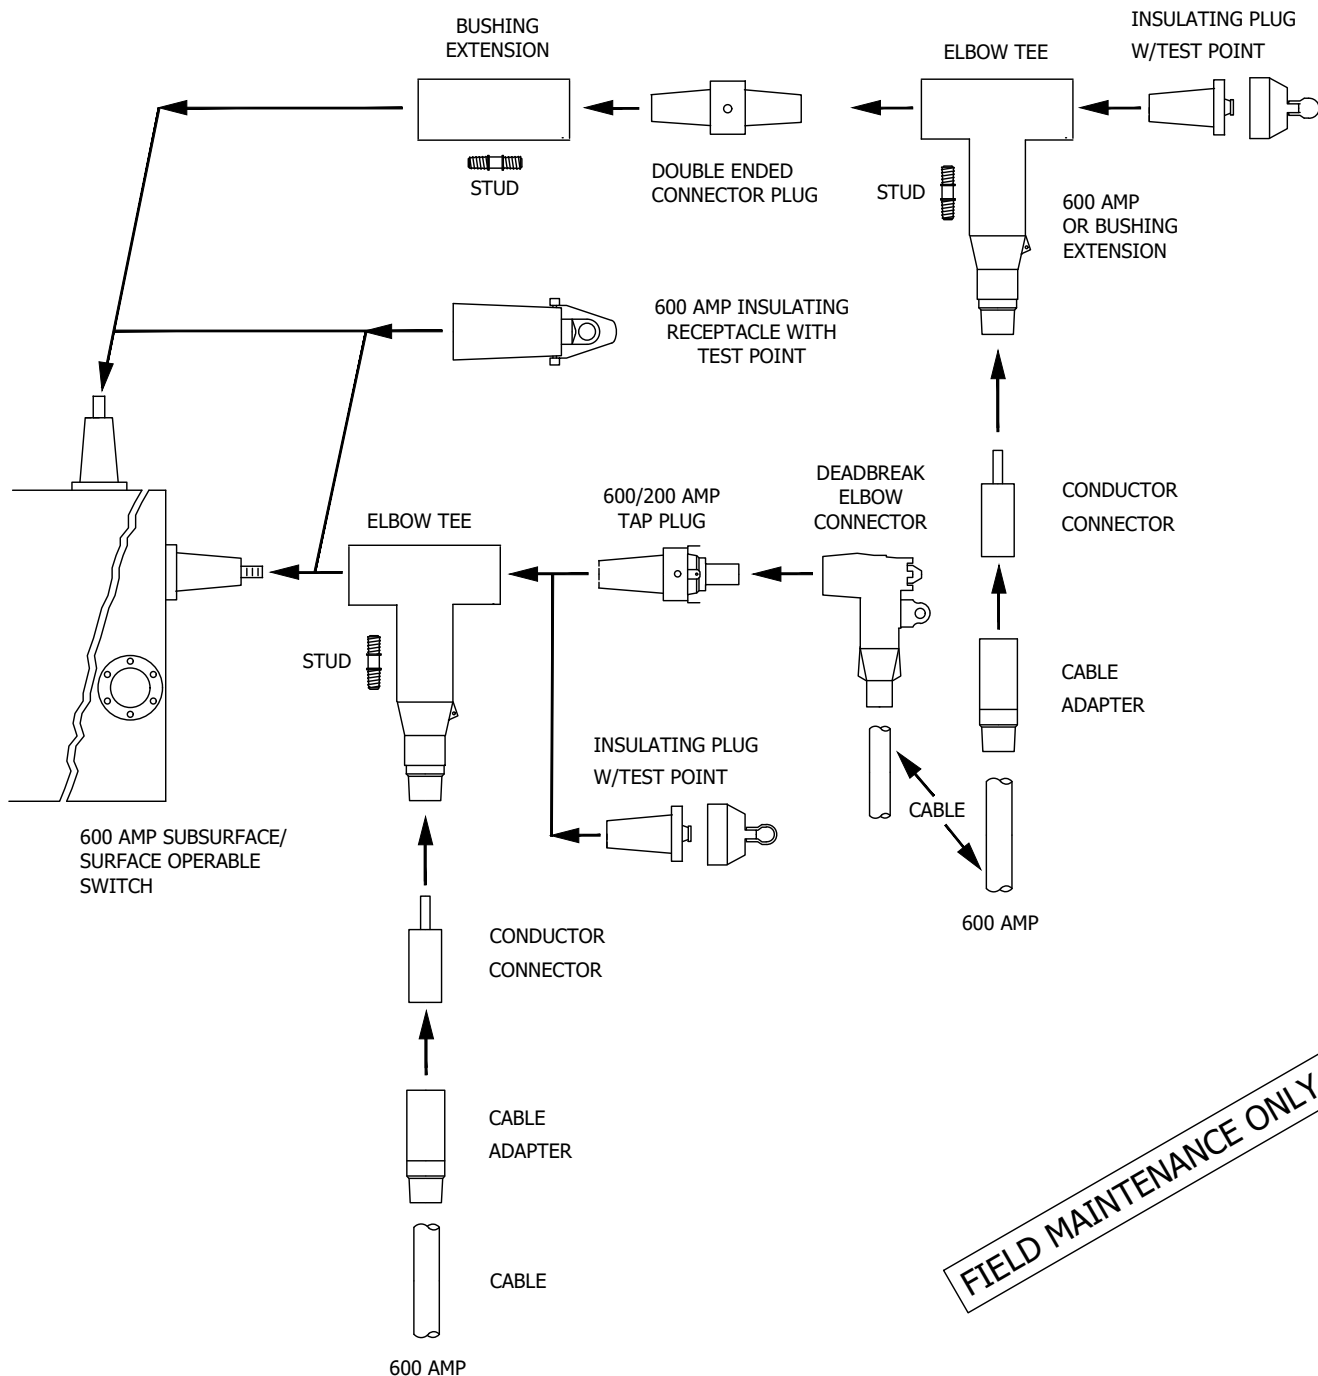 BUSHING
EXTENSION
ELBOW TEE
INSULATING PLUG
W/TEST POINT
STUD
DOUBLE ENDED
CONNECTOR PLUG
STUD
600 AMP
OR BUSHING
EXTENSION
600 AMP INSULATING
RECEPTACLE WITH
TEST POINT
ELBOW TEE
600/200 AMP
TAP PLUG
DEADBREAK
ELBOW
CONNECTOR
CONDUCTOR
CONNECTOR
STUD
CABLE
ADAPTER
INSULATING PLUG
W/TEST POINT
CABLE
600 AMP SUBSURFACE/
SURFACE OPERABLE
SWITCH
600 AMP
CONDUCTOR
CONNECTOR
CABLE
ADAPTER
FIELD MAINTENANCE ONLY
CABLE
600 AMP